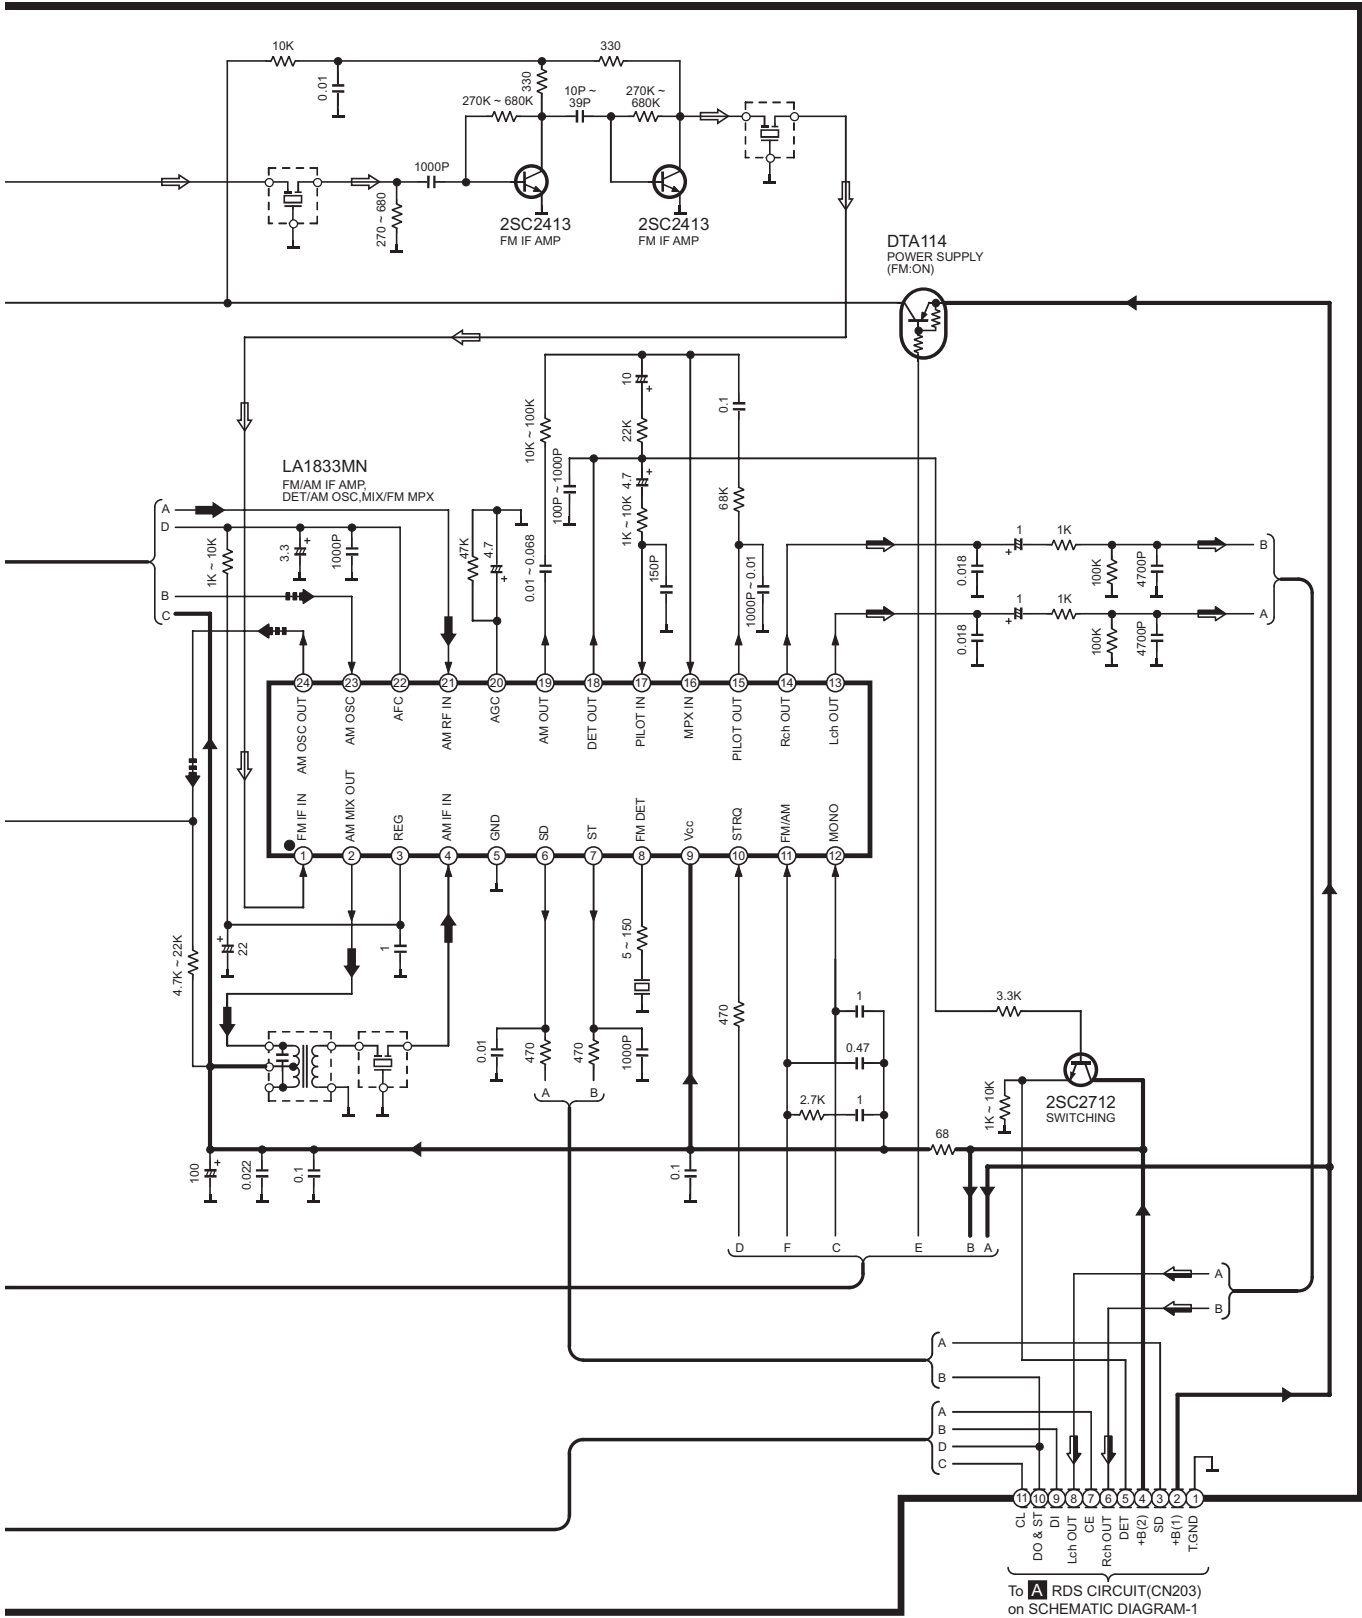 10K
0.01
330
330
270K ~ 680K
10P ~
39P
270K ~
680K
1000P
270 ~ 680
2SC2413
FM IF AMP
2SC2413
FM IF AMP
DTA114
POWER SUPPLY
(FM:ON)
LA1833MN
FM/AM IF AMP,
DET/AM OSC,MIX/FM MPX
A
D
B
C
1K ~ 10K
3.3
+
1000P
47K
4.7
+
10K ~ 100K
0.01 ~ 0.068
100P ~ 1000P
10
+
22K
4.7
+
1K ~ 10K
150P
0.1
68K
1000P ~ 0.01
0.018
1
+
1K
100K
4700P
B
0.018
1
+
1K
100K
4700P
A
24 23 22 21 20 19 18 17 16 15 14 13
AM OSC OUT
AM OSC
AFC
AM RF IN
AGC
AM OUT
DET OUT
PILOT IN
MPX IN
PILOT OUT
Rch OUT
Lch OUT
FM IF IN
AM MIX OUT
REG
AM IF IN
GND
SD
ST
FM DET
Vcc
STRQ
FM/AM
MONO
1 2 3 4 5 6 7 8 9 10 11 12
4.7K ~ 22K
+
22
1
5 ~ 150
470
0.01
470
470
1000P
A
B
1
0.47
2.7K
1
3.3K
1K ~ 10K
2SC2712
SWITCHING
68
100
+
0.022
0.1
0.1
D
F
C
E
B
A
A
B
A
B
A
B
D
C
11 10 9 8 7 6 5 4 3 2 1
CL
DO & ST
DI
Lch OUT
CE
Rch OUT
DET
+B(2)
SD
+B(1)
T.GND
To A RDS CIRCUIT(CN203)
on SCHEMATIC DIAGRAM-1